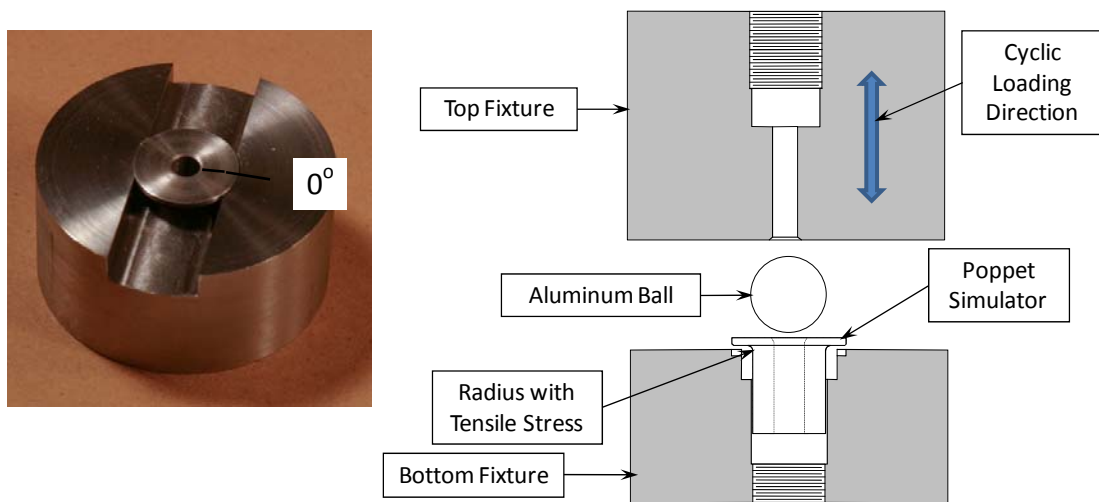 0°
Top Fixture
Cyclic
Loading
Direction
Aluminum Ball
Poppet
Simulator
Radius with
Tensile Stress
Bottom Fixture